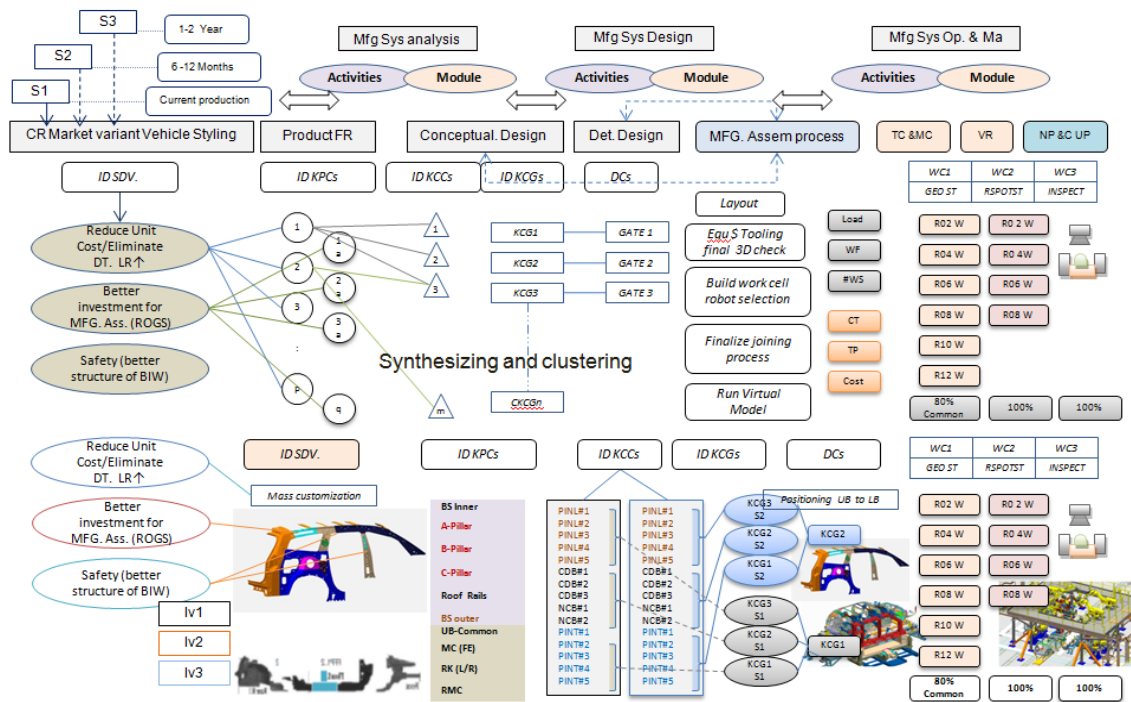 S3
1-2 Year
S2
6 -12 Months
S1
Current production
Mfg Sys analysis
Mfg Sys Design
Mfg Sys Op. & Ma
Activities
Module
Activities
Module
Activities
Module
CR Market variant Vehicle Styling
Product FR
Conceptual. Design
Det. Design
MFG. Assem process
TC &MC
VR
NP &C UP
ID SDV.
ID KPCs
ID KCCs
ID KCGs
DCs
WC1
WC2
WC3
GEO ST
RSPOTST
INSPECT
Layout
Reduce Unit
Cost/Eliminate
DT. LR↑
Better
investment for
MFG. Ass. (ROGS)
Safety (better
structure of BIW)
1
1
a
2
2
a
3
3
a
:
P
q
1
2
3
m
KCG1
GATE 1
KCG2
GATE 2
KCG3
GATE 3
Synthesizing and clustering
CKCGn
Equ $ Tooling
final 3D check
Build work cell
robot selection
Finalize joining
process
Run Virtual
Model
Load
WF
#WS
CT
TP
Cost
R02 W
R0 2 W
R04 W
R0 4W
R06 W
R06 W
R08 W
R08 W
R10 W
R12 W
80%
Common
100%
100%
Reduce Unit
Cost/Eliminate
DT. LR↑
Better
investment for
MFG. Ass. (ROGS)
Safety (better
structure of BIW)
ID SDV.
ID KPCs
ID KCCs
ID KCGs
DCs
WC1
WC2
WC3
GEO ST
RSPOTST
INSPECT
Mass customization
lv1
lv2
lv3
BS Inner
A-Pillar
B-Pillar
C-Pillar
Roof Rails
BS outer
UB-Common
MC (FE)
RK (L/R)
RMC
PINL#1
PINL#2
PINL#3
PINL#4
PINL#5
CDB#1
CDB#2
CDB#3
NCB#1
NCB#2
PINT#1
PINT#2
PINT#3
PINT#4
PINT#5
PINL#1
PINL#2
PINL#3
PINL#4
PINL#5
CDB#1
CDB#2
CDB#3
NCB#1
NCB#2
PINT#1
PINT#2
PINT#3
PINT#4
PINT#5
KCG3
S2
KCG2
S2
KCG1
S2
KCG3
S1
KCG2
S1
KCG1
S1
Positioning UB to LB
KCG2
KCG1
R02 W
R0 2 W
R04 W
R0 4W
R06 W
R06 W
R08 W
R08 W
R10 W
R12 W
80%
Common
100%
100%